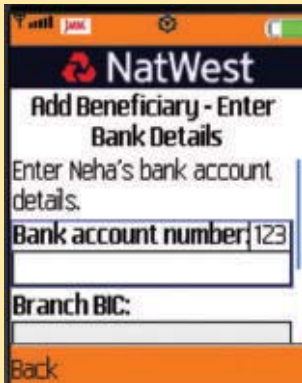 NatWest
Add Beneficiary - Enter
Bank Details
Enter Neha's bank account
details.
Bank account number:123
Branch BIC:
Back